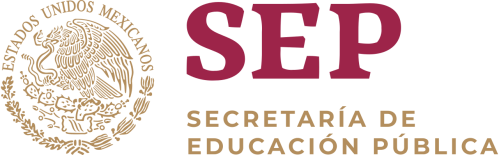 ESTADOS UNIDOS MEXICANOS
SEP
SECRETARÍA DE
EDUCACIÓN PÚBLICA